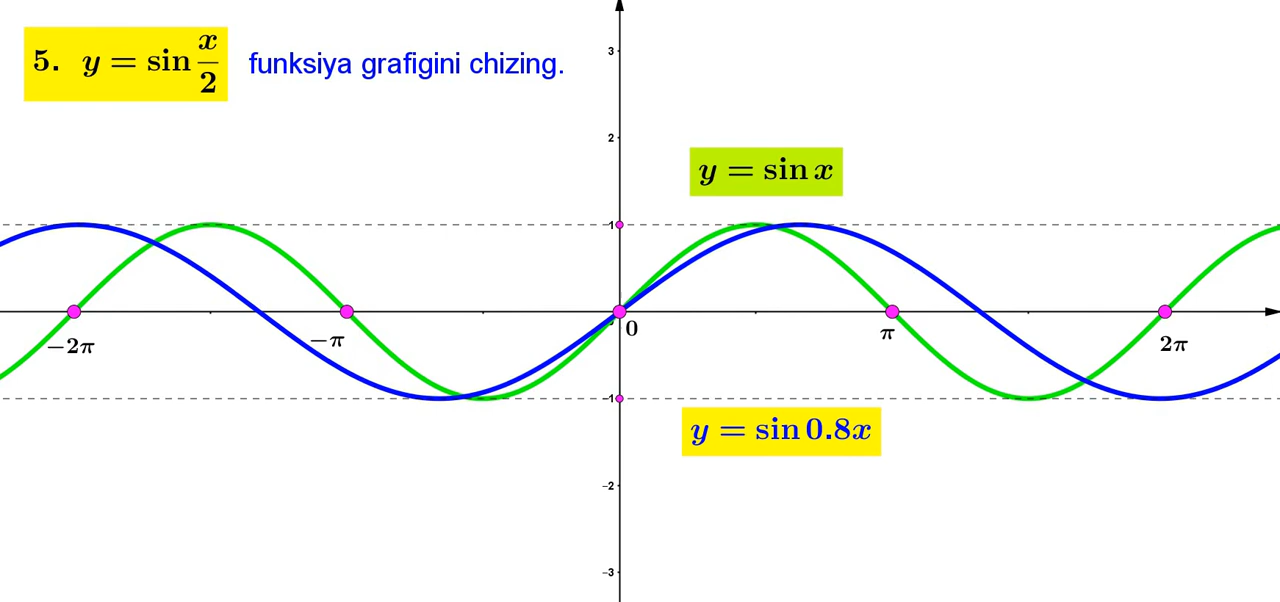 5. y = sin x/2 funksiya grafigini chizing.
3
2
y = sin x
1
0
−2π −π π 2π
−1
y = sin 0.8x
−2
−3